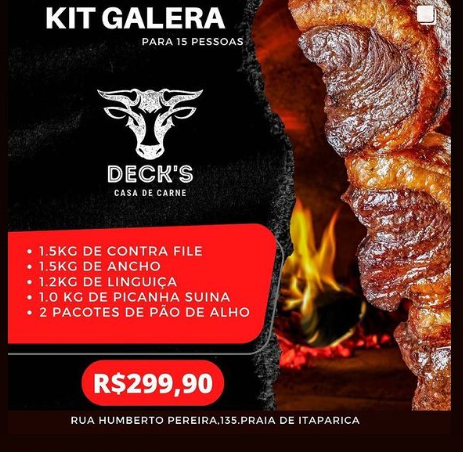 KIT GALERA
PARA 15 PESSOAS
DECK'S
CASA DE CARNE
• 1.5KG DE CONTRA FILE
• 1.5KG DE ANCHO
• 1.2KG DE LINGUIÇA
• 1.0 KG DE PICANHA SUINA
• 2 PACOTES DE PÃO DE ALHO
R$299,90
RUA HUMBERTO PEREIRA,135.PRAIA DE ITAPARICA